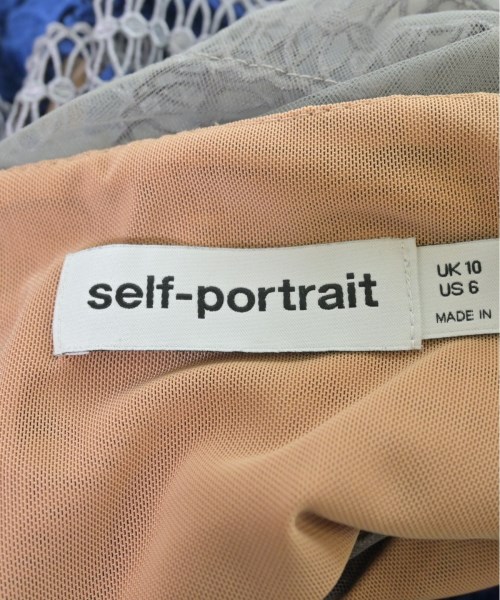 self-portrait
UK 10
US 6
MADE IN